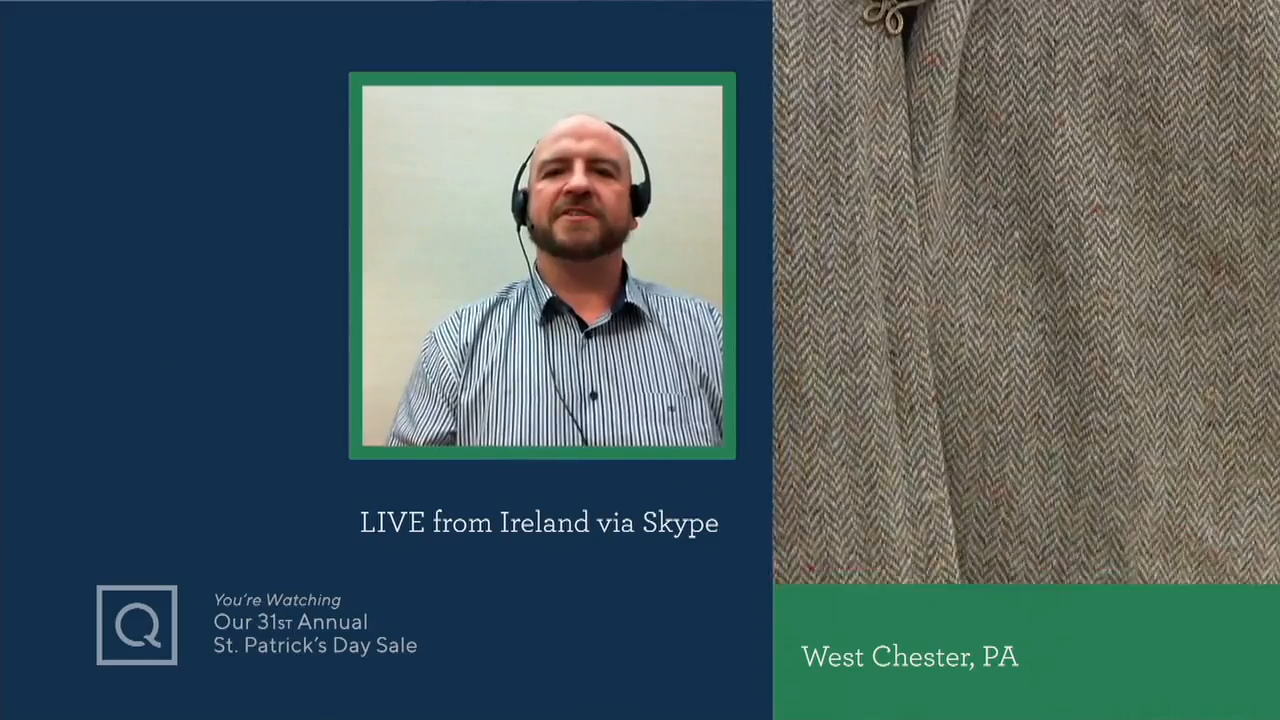 LIVE from Ireland via Skype
Q
You're Watching
Our 31ST Annual
St. Patrick's Day Sale
West Chester, PA